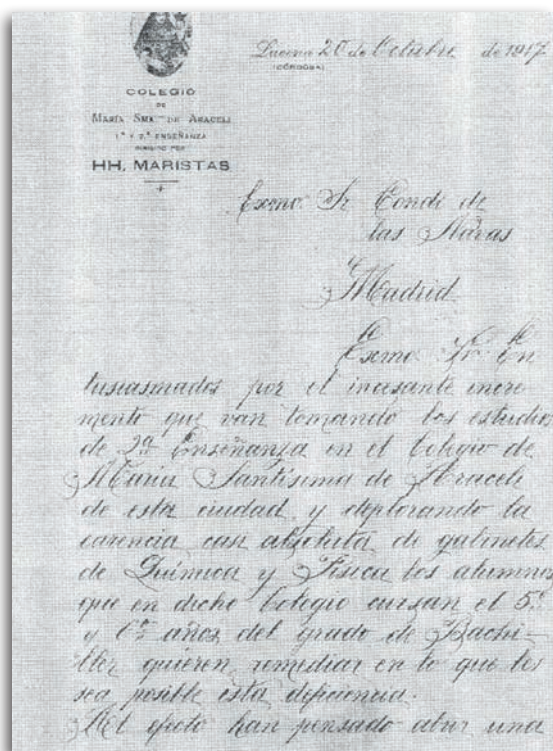 COLEGIO
DE
MARÍA SMA. DE ARACELI
1.ª Y 2.ª ENSEÑANZA
DIRIGIDO POR
HH. MARISTAS
Lucena 20 de Octubre de 1917
(CÓRDOBA)
Excmo. Sr. Conde de
las Navas
Madrid
Excmo. Sr. En
tusiasmados por el incesante incre
mento que van tomando los estudios
de 2ª Enseñanza en el Colegio de
María Santísima de Araceli
de esta ciudad y deplorando la
carencia casi absoluta de gabinetes
de Química y Física los alumnos
que en dicho Colegio cursan el 5º
y 6º años del grado de Bachi-
ller quieren remediar en lo que les
sea posible esta deficiencia.
Al efecto han pensado abrir una